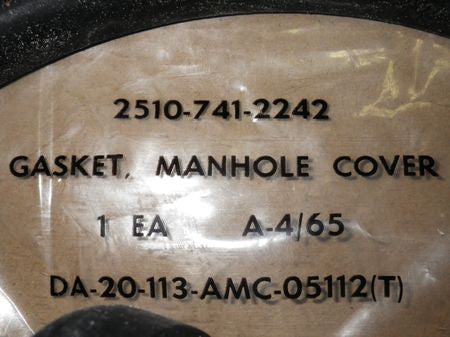 2510-741-2242
GASKET, MANHOLE COVER
1 EA A-4/65
DA-20-113-AMC-05112(T)